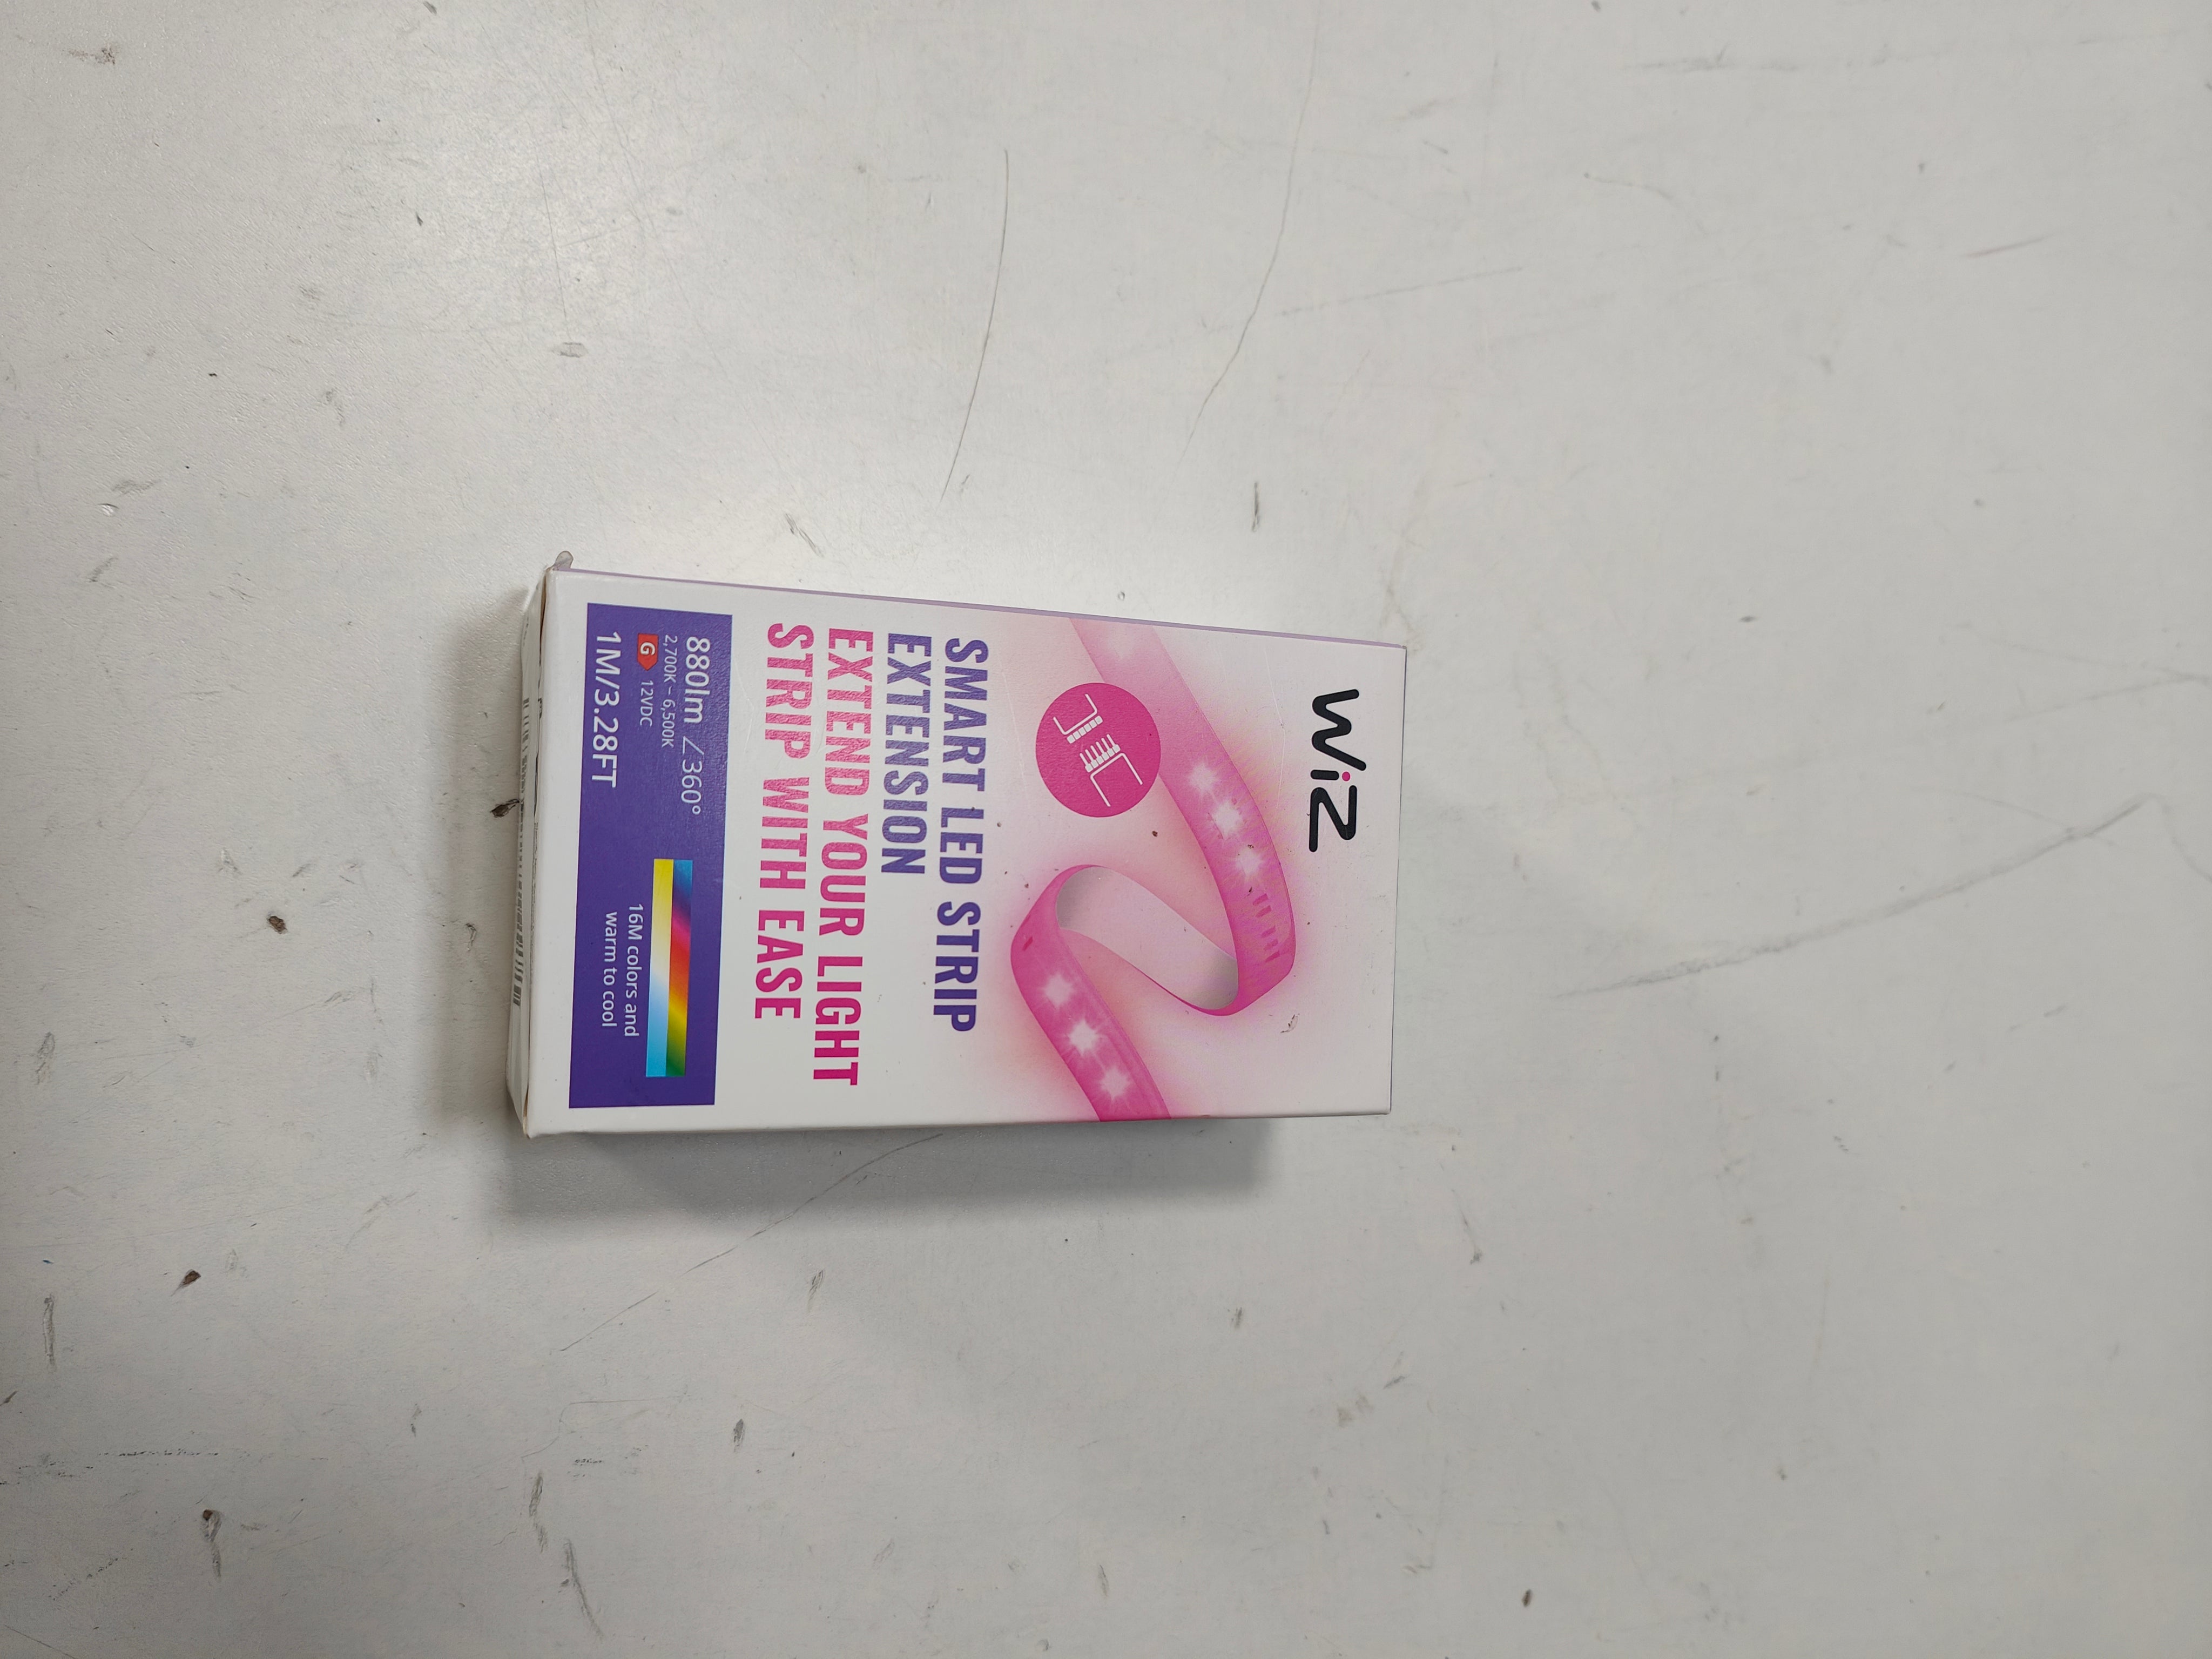 WiZ
SMART LED STRIP
EXTENSION
EXTEND YOUR LIGHT
STRIP WITH EASE
880lm ∠360°
2,700K – 6,500K
G 12VDC
1M/3.28FT
16M colors and
warm to cool